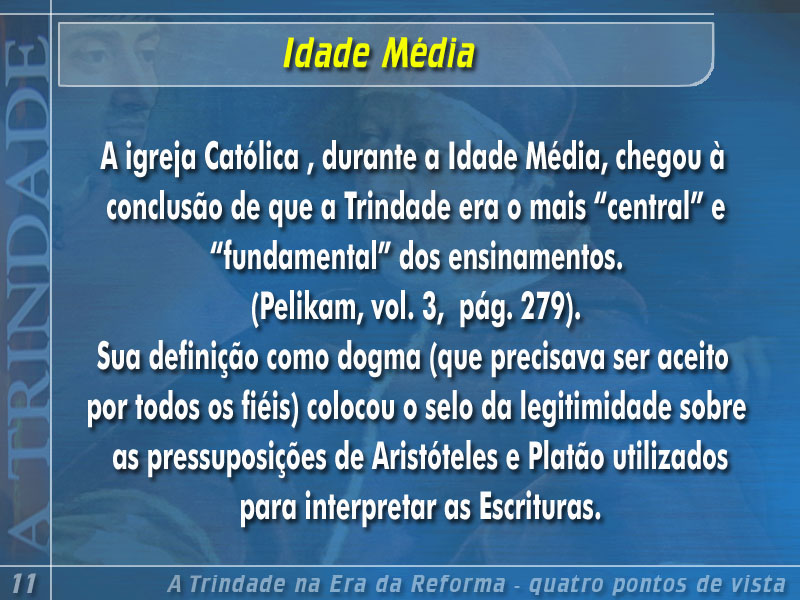 Idade Média
A TRINDADE
A igreja Católica , durante a Idade Média, chegou à
conclusão de que a Trindade era o mais “central” e
“fundamental” dos ensinamentos.
(Pelikam, vol. 3, pág. 279).
Sua definição como dogma (que precisava ser aceito
por todos os fiéis) colocou o selo da legitimidade sobre
as pressuposições de Aristóteles e Platão utilizados
para interpretar as Escrituras.
11
A Trindade na Era da Reforma - quatro pontos de vista